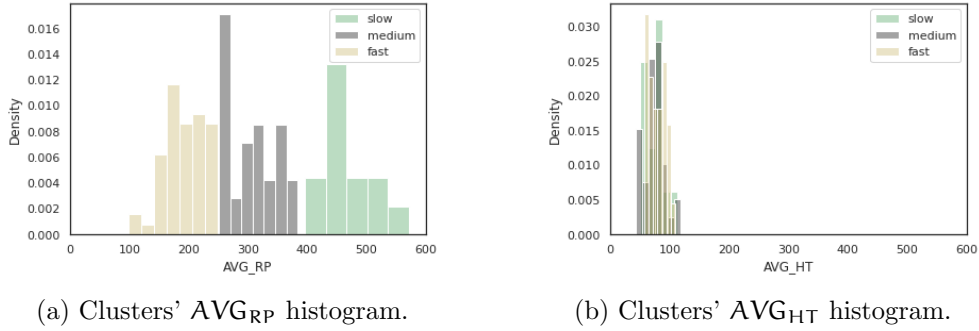 slow
medium
fast
0.016
0.014
0.012
0.010
0.008
0.006
0.004
0.002
0.000
Density
0 100 200 300 400 500 600
AVG_RP
(a) Clusters' AVG_RP histogram.
slow
medium
fast
0.030
0.025
0.020
0.015
0.010
0.005
0.000
Density
0 100 200 300 400 500 600
AVG_HT
(b) Clusters' AVG_HT histogram.